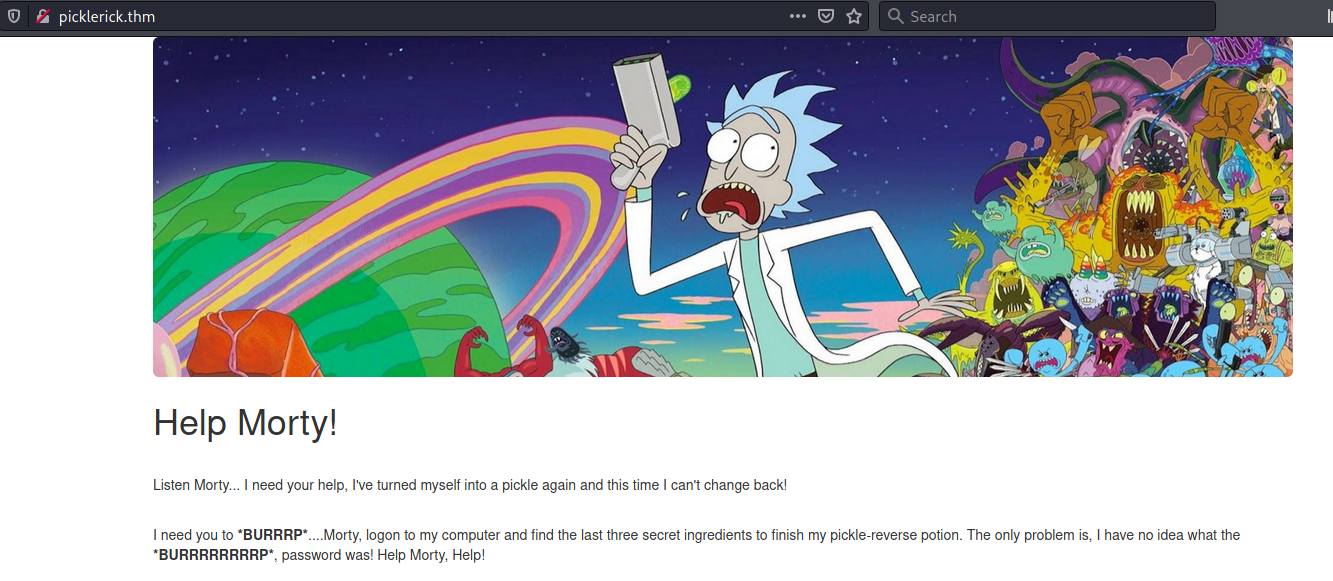 picklerick.thm
Search
Help Morty!
Listen Morty... I need your help, I've turned myself into a pickle again and this time I can't change back!
I need you to *BURRRP*....Morty, logon to my computer and find the last three secret ingredients to finish my pickle-reverse potion. The only problem is, I have no idea what the
*BURRRRRRRRP*, password was! Help Morty, Help!